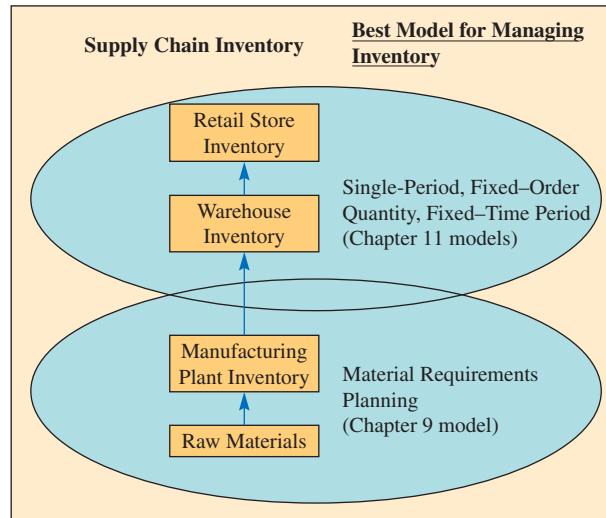 Supply Chain Inventory
Best Model for Managing
Inventory
Retail Store
Inventory
Warehouse
Inventory
Single-Period, Fixed–Order
Quantity, Fixed–Time Period
(Chapter 11 models)
Manufacturing
Plant Inventory
Raw Materials
Material Requirements
Planning
(Chapter 9 model)